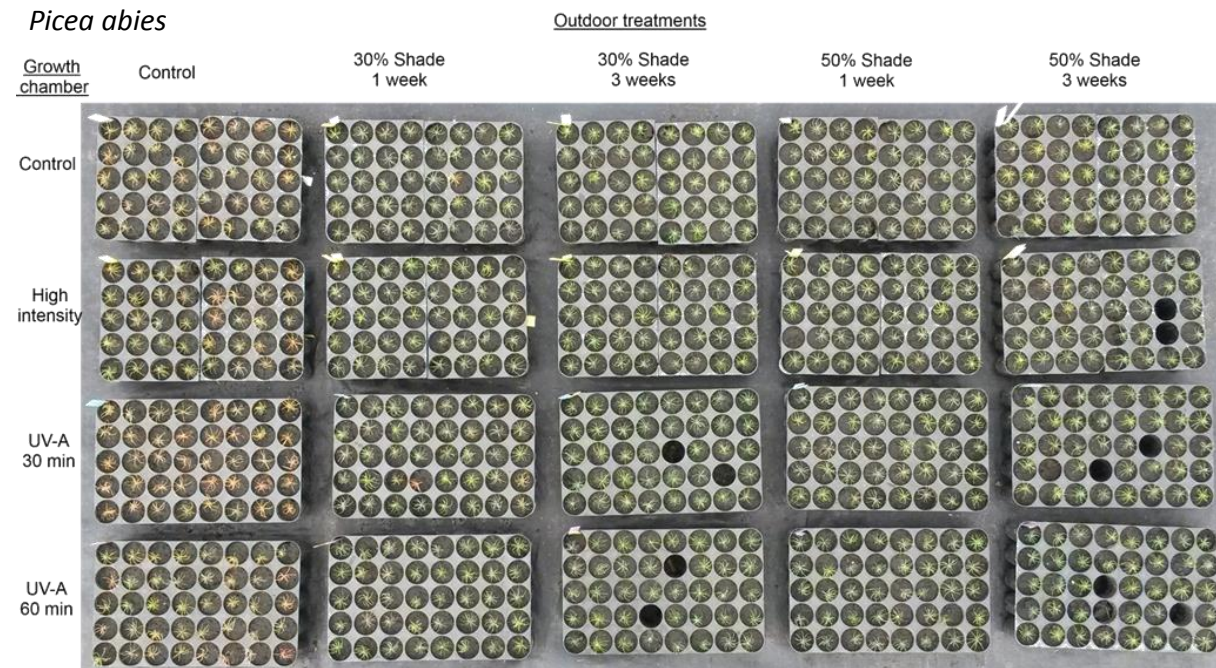 Picea abies
Outdoor treatments
Growth
chamber
Control
30% Shade
1 week
30% Shade
3 weeks
50% Shade
1 week
50% Shade
3 weeks
Control
High
intensity
UV-A
30 min
UV-A
60 min